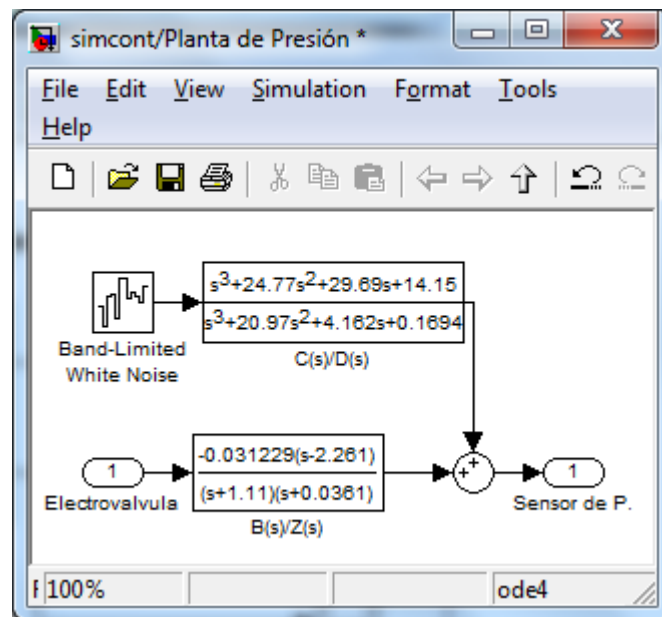 simcont/Planta de Presión *
File Edit View Simulation Format Tools
Help
s3+24.77s2+29.69s+14.15
s3+20.97s2+4.162s+0.1694
Band-Limited
White Noise
C(s)/D(s)
-0.031229(s-2.261)
(s+1.11)(s+0.0361)
1
1
Electrovalvula
Sensor de P.
B(s)/Z(s)
100%
ode4